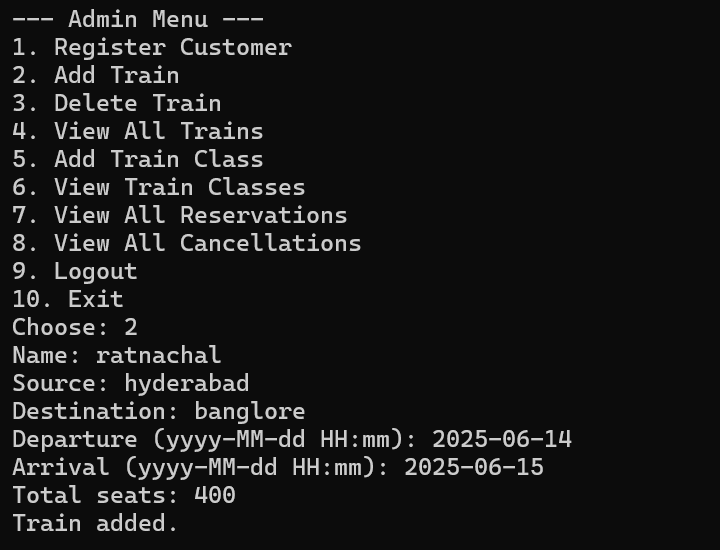 --- Admin Menu ---
1. Register Customer
2. Add Train
3. Delete Train
4. View All Trains
5. Add Train Class
6. View Train Classes
7. View All Reservations
8. View All Cancellations
9. Logout
10. Exit
Choose: 2
Name: ratnachal
Source: hyderabad
Destination: banglore
Departure (yyyy-MM-dd HH:mm): 2025-06-14
Arrival (yyyy-MM-dd HH:mm): 2025-06-15
Total seats: 400
Train added.